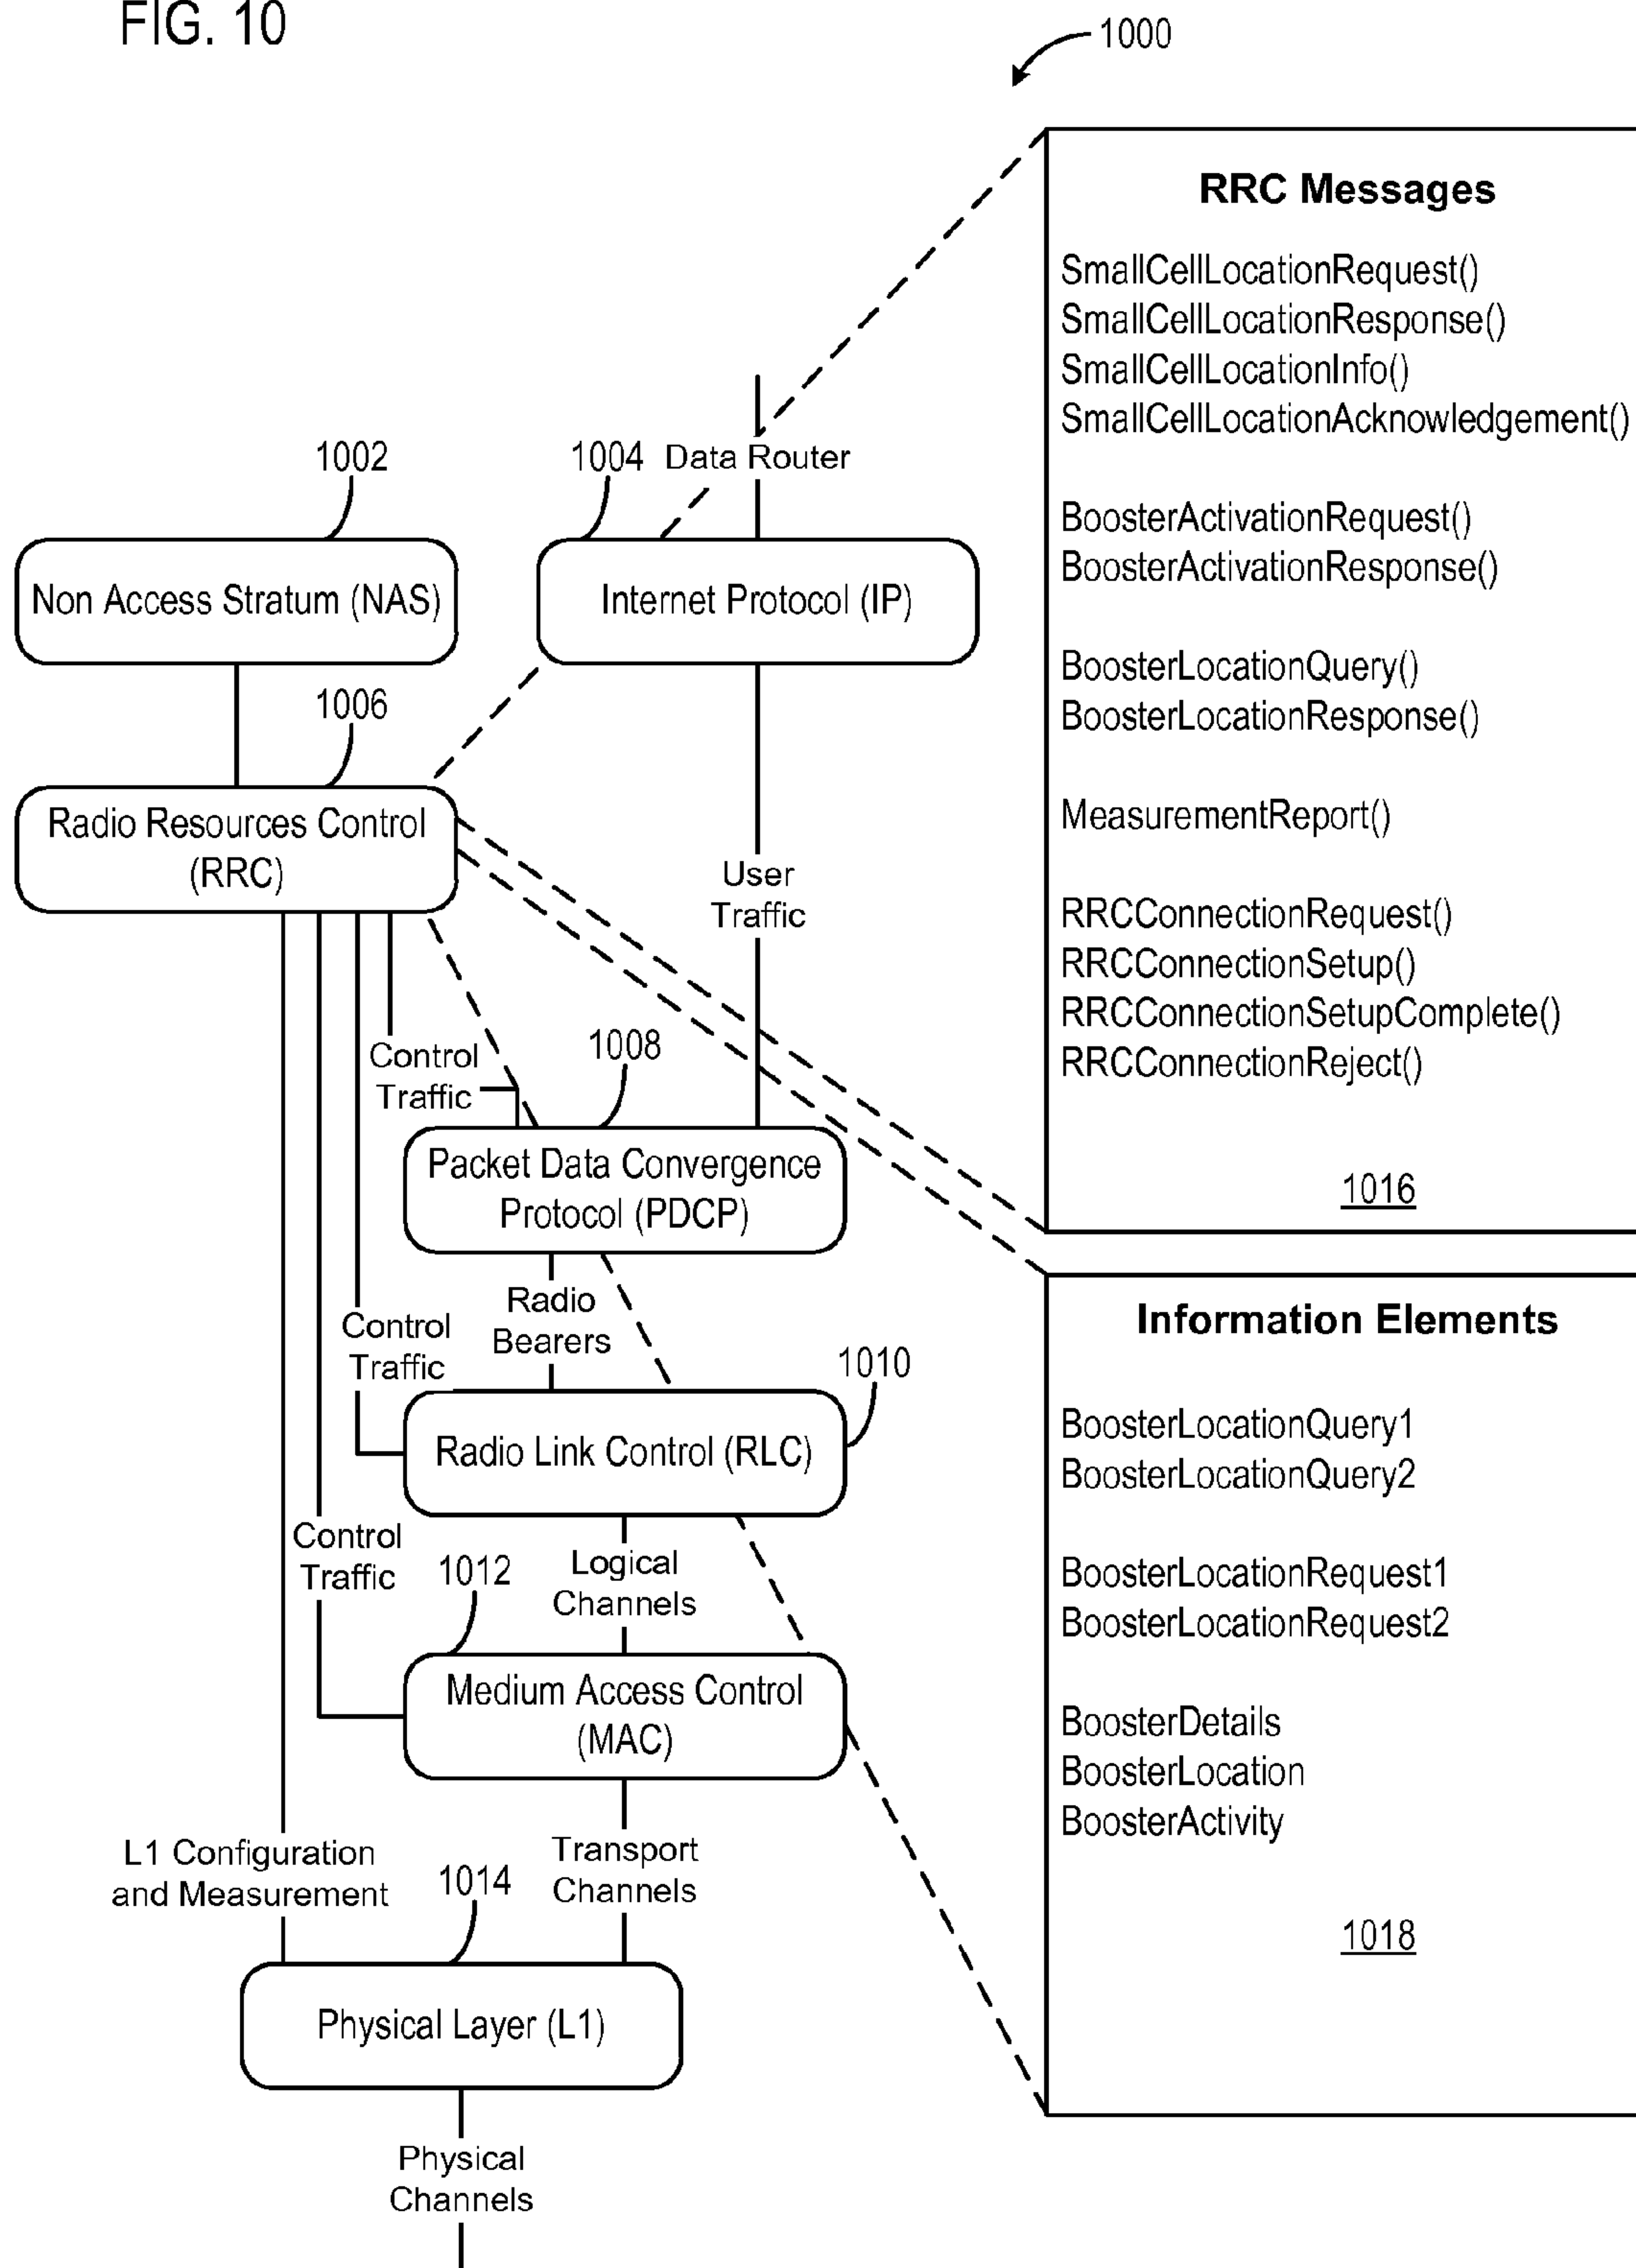 FIG. 10
1000
RRC Messages
SmallCellLocationRequest()
SmallCellLocationResponse()
SmallCellLocationInfo()
SmallCellLocationAcknowledgement()
BoosterActivationRequest()
BoosterActivationResponse()
BoosterLocationQuery()
BoosterLocationResponse()
MeasurementReport()
RRCConnectionRequest()
RRCConnectionSetup()
RRCConnectionSetupComplete()
RRCConnectionReject()
1016
1002
1004
Data Router
Non Access Stratum (NAS)
Internet Protocol (IP)
1006
Radio Resources Control
(RRC)
User
Traffic
Control
Traffic
1008
Packet Data Convergence
Protocol (PDCP)
Radio
Bearers
Control
Traffic
1010
Radio Link Control (RLC)
Control
Traffic
1012
Logical
Channels
Medium Access Control
(MAC)
L1 Configuration
and Measurement
1014
Transport
Channels
Physical Layer (L1)
Physical
Channels
Information Elements
BoosterLocationQuery1
BoosterLocationQuery2
BoosterLocationRequest1
BoosterLocationRequest2
BoosterDetails
BoosterLocation
BoosterActivity
1018